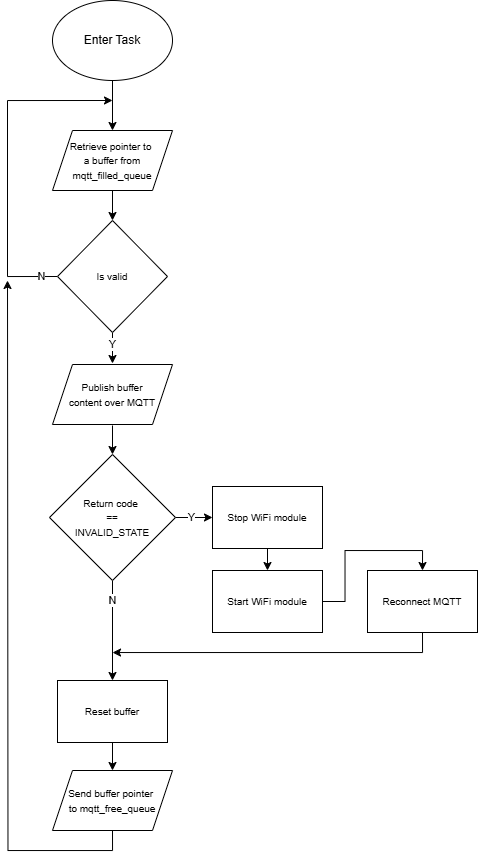 Enter Task
Retrieve pointer to
a buffer from
mqtt_filled_queue
Is valid
N
Y
Publish buffer
content over MQTT
Return code
==
INVALID_STATE
Y
Stop WiFi module
Start WiFi module
Reconnect MQTT
N
Reset buffer
Send buffer pointer
to mqtt_free_queue